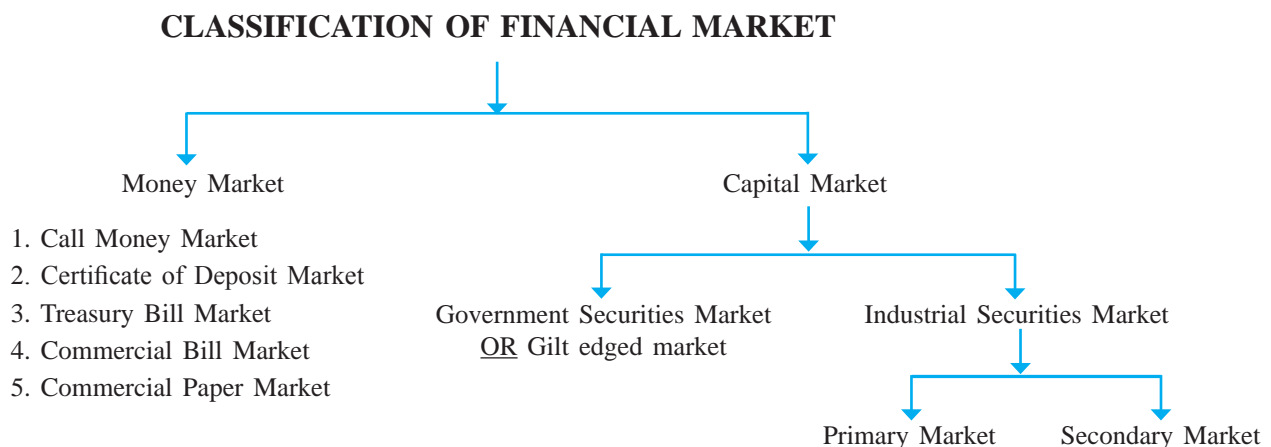 CLASSIFICATION OF FINANCIAL MARKET
Money Market
Capital Market
1. Call Money Market
2. Certificate of Deposit Market
3. Treasury Bill Market
4. Commercial Bill Market
5. Commercial Paper Market
Government Securities Market
OR Gilt edged market
Industrial Securities Market
Primary Market
Secondary Market